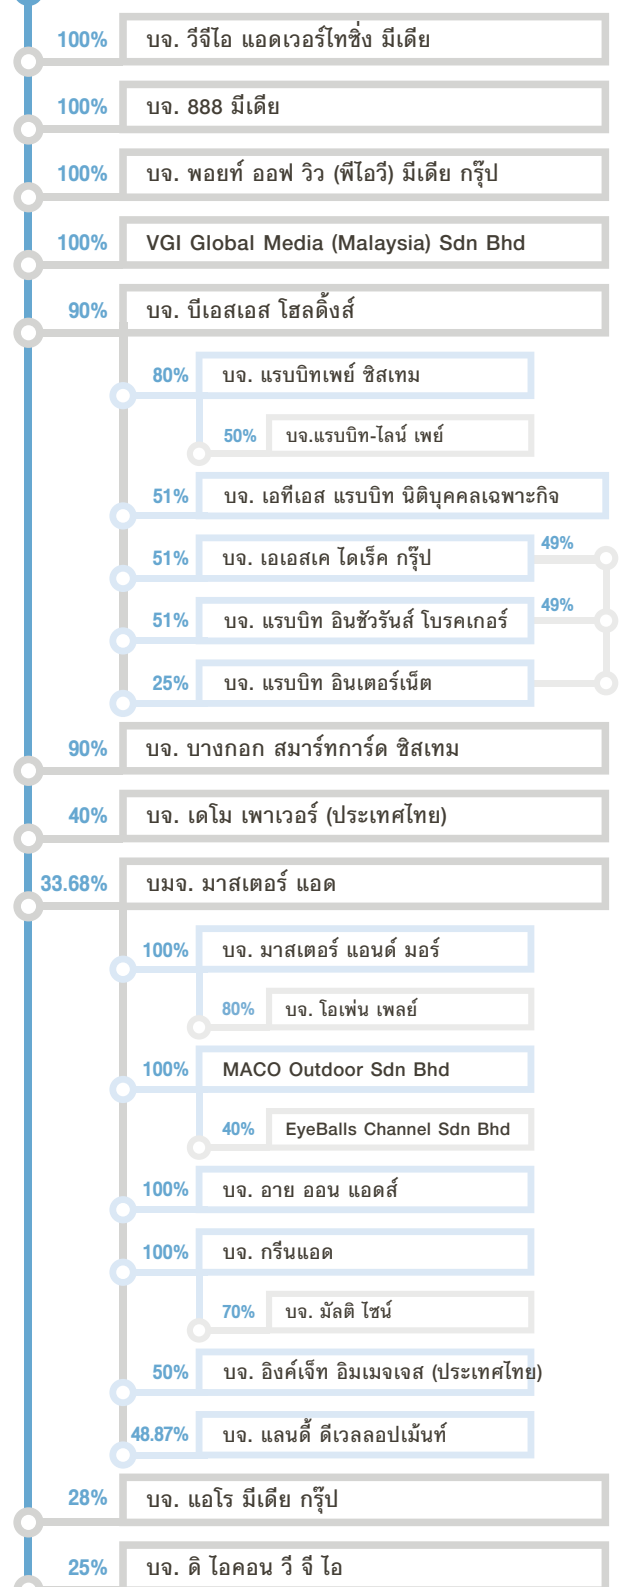 100% บจ. วีจีไอ แอดเวอร์ไทซิ่ง มีเดีย
100% บจ. 888 มีเดีย
100% บจ. พอยท์ ออฟ วิว (พีโอวี) มีเดีย กรุ๊ป
100% VGI Global Media (Malaysia) Sdn Bhd
90% บจ. บีเอสเอส โฮลดิ้งส์
80% บจ. แรบบิทเพย์ ซิสเทม
50% บจ.แรบบิท-ไลน์ เพย์
51% บจ. เอทีเอส แรบบิท นิติบุคคลเฉพาะกิจ
51% บจ. เอเอสเค ไดเร็ค กรุ๊ป 49%
51% บจ. แรบบิท อินชัวรันส์ โบรคเกอร์ 49%
25% บจ. แรบบิท อินเตอร์เน็ต
90% บจ. บางกอก สมาร์ทการ์ด ซิสเทม
40% บจ. เดโม เพาเวอร์ (ประเทศไทย)
33.68% บมจ. มาสเตอร์ แอด
100% บจ. มาสเตอร์ แอนด์ มอร์
80% บจ. โอเพ่น เพลย์
100% MACO Outdoor Sdn Bhd
40% EyeBalls Channel Sdn Bhd
100% บจ. อาย ออน แอดส์
100% บจ. กรีนแอด
70% บจ. มัลติ ไซน์
50% บจ. อิงค์เจ็ท อิมเมจเจส (ประเทศไทย)
48.87% บจ. แลนดี้ ดีเวลลอปเม้นท์
28% บจ. แอโร มีเดีย กรุ๊ป
25% บจ. ดิ ไอคอน วี จี ไอ